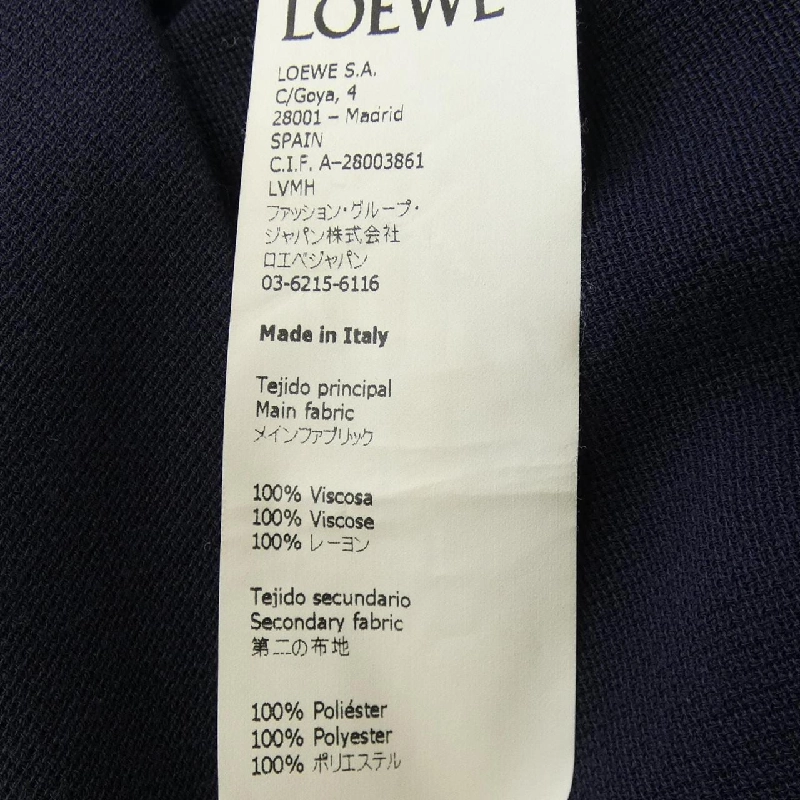 LOEWE
LOEWE S.A.
C/Goya, 4
28001 – Madrid
SPAIN
C.I.F. A–28003861
LVMH
ファッション・グループ・
ジャパン株式会社
ロエベジャパン
03-6215-6116
Made in Italy
Tejido principal
Main fabric
メインファブリック
100% Viscosa
100% Viscose
100% レーヨン
Tejido secundario
Secondary fabric
第二の布地
100% Poliéster
100% Polyester
100% ポリエステル